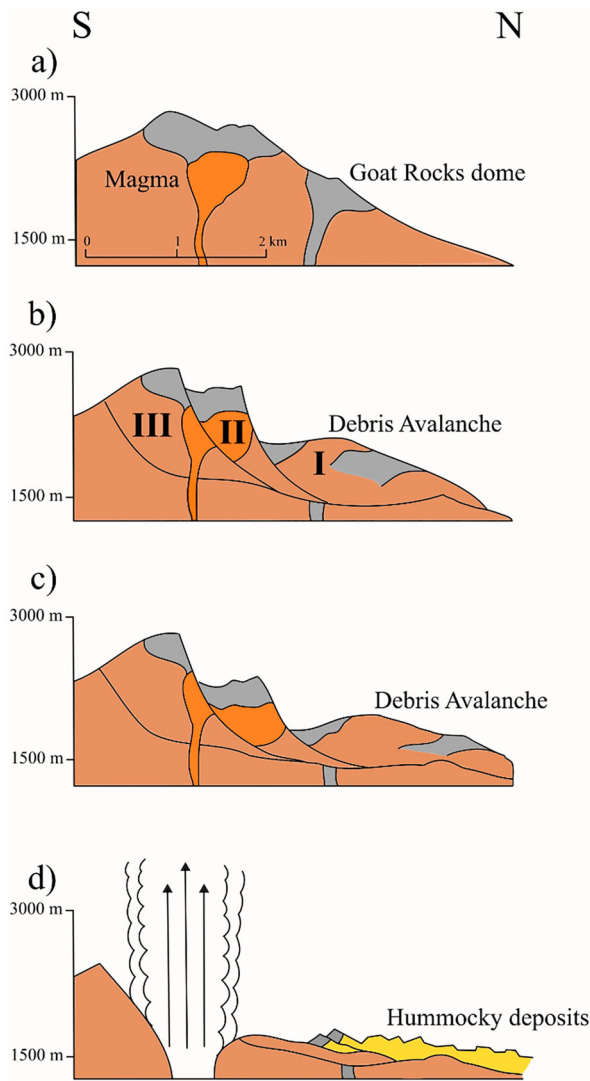 S
N
a)
3000 m
Goat Rocks dome
Magma
1500 m
0
1
2 km
b)
3000 m
Debris Avalanche
III
II
I
1500 m
c)
3000 m
Debris Avalanche
1500 m
d)
3000 m
Hummocky deposits
1500 m